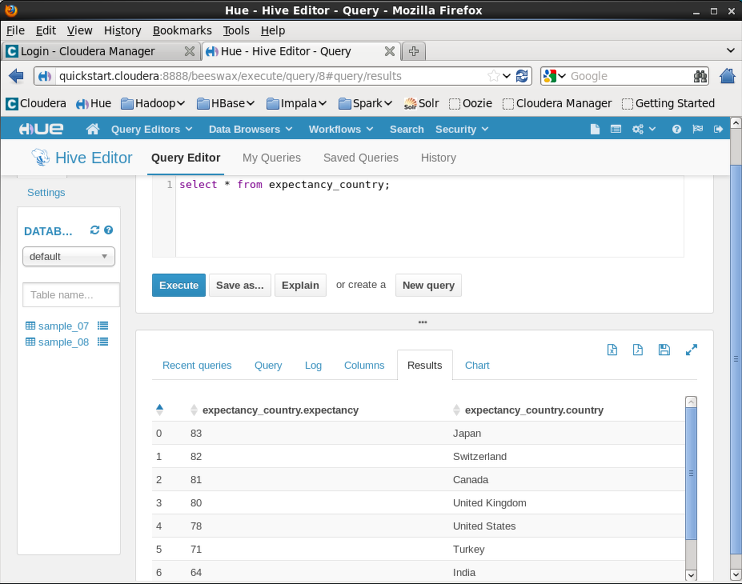 Hue - Hive Editor - Query - Mozilla Firefox
File Edit View History Bookmarks Tools Help
Login - Cloudera Manager Hue - Hive Editor - Query
quickstart.cloudera:8888/beeswax/execute/query/8#query/results Google
Cloudera Hue Hadoop HBase Impala Spark Solr Oozie Cloudera Manager Getting Started
HUE Query Editors Data Browsers Workflows Search Security
Hive Editor Query Editor My Queries Saved Queries History
Settings
1 select * from expectancy_country;
DATAB...
default
Execute Save as... Explain or create a New query
Table name...
sample_07
sample_08
Recent queries Query Log Columns Results Chart
expectancy_country.expectancy expectancy_country.country
0 83 Japan
1 82 Switzerland
2 81 Canada
3 80 United Kingdom
4 78 United States
5 71 Turkey
6 64 India